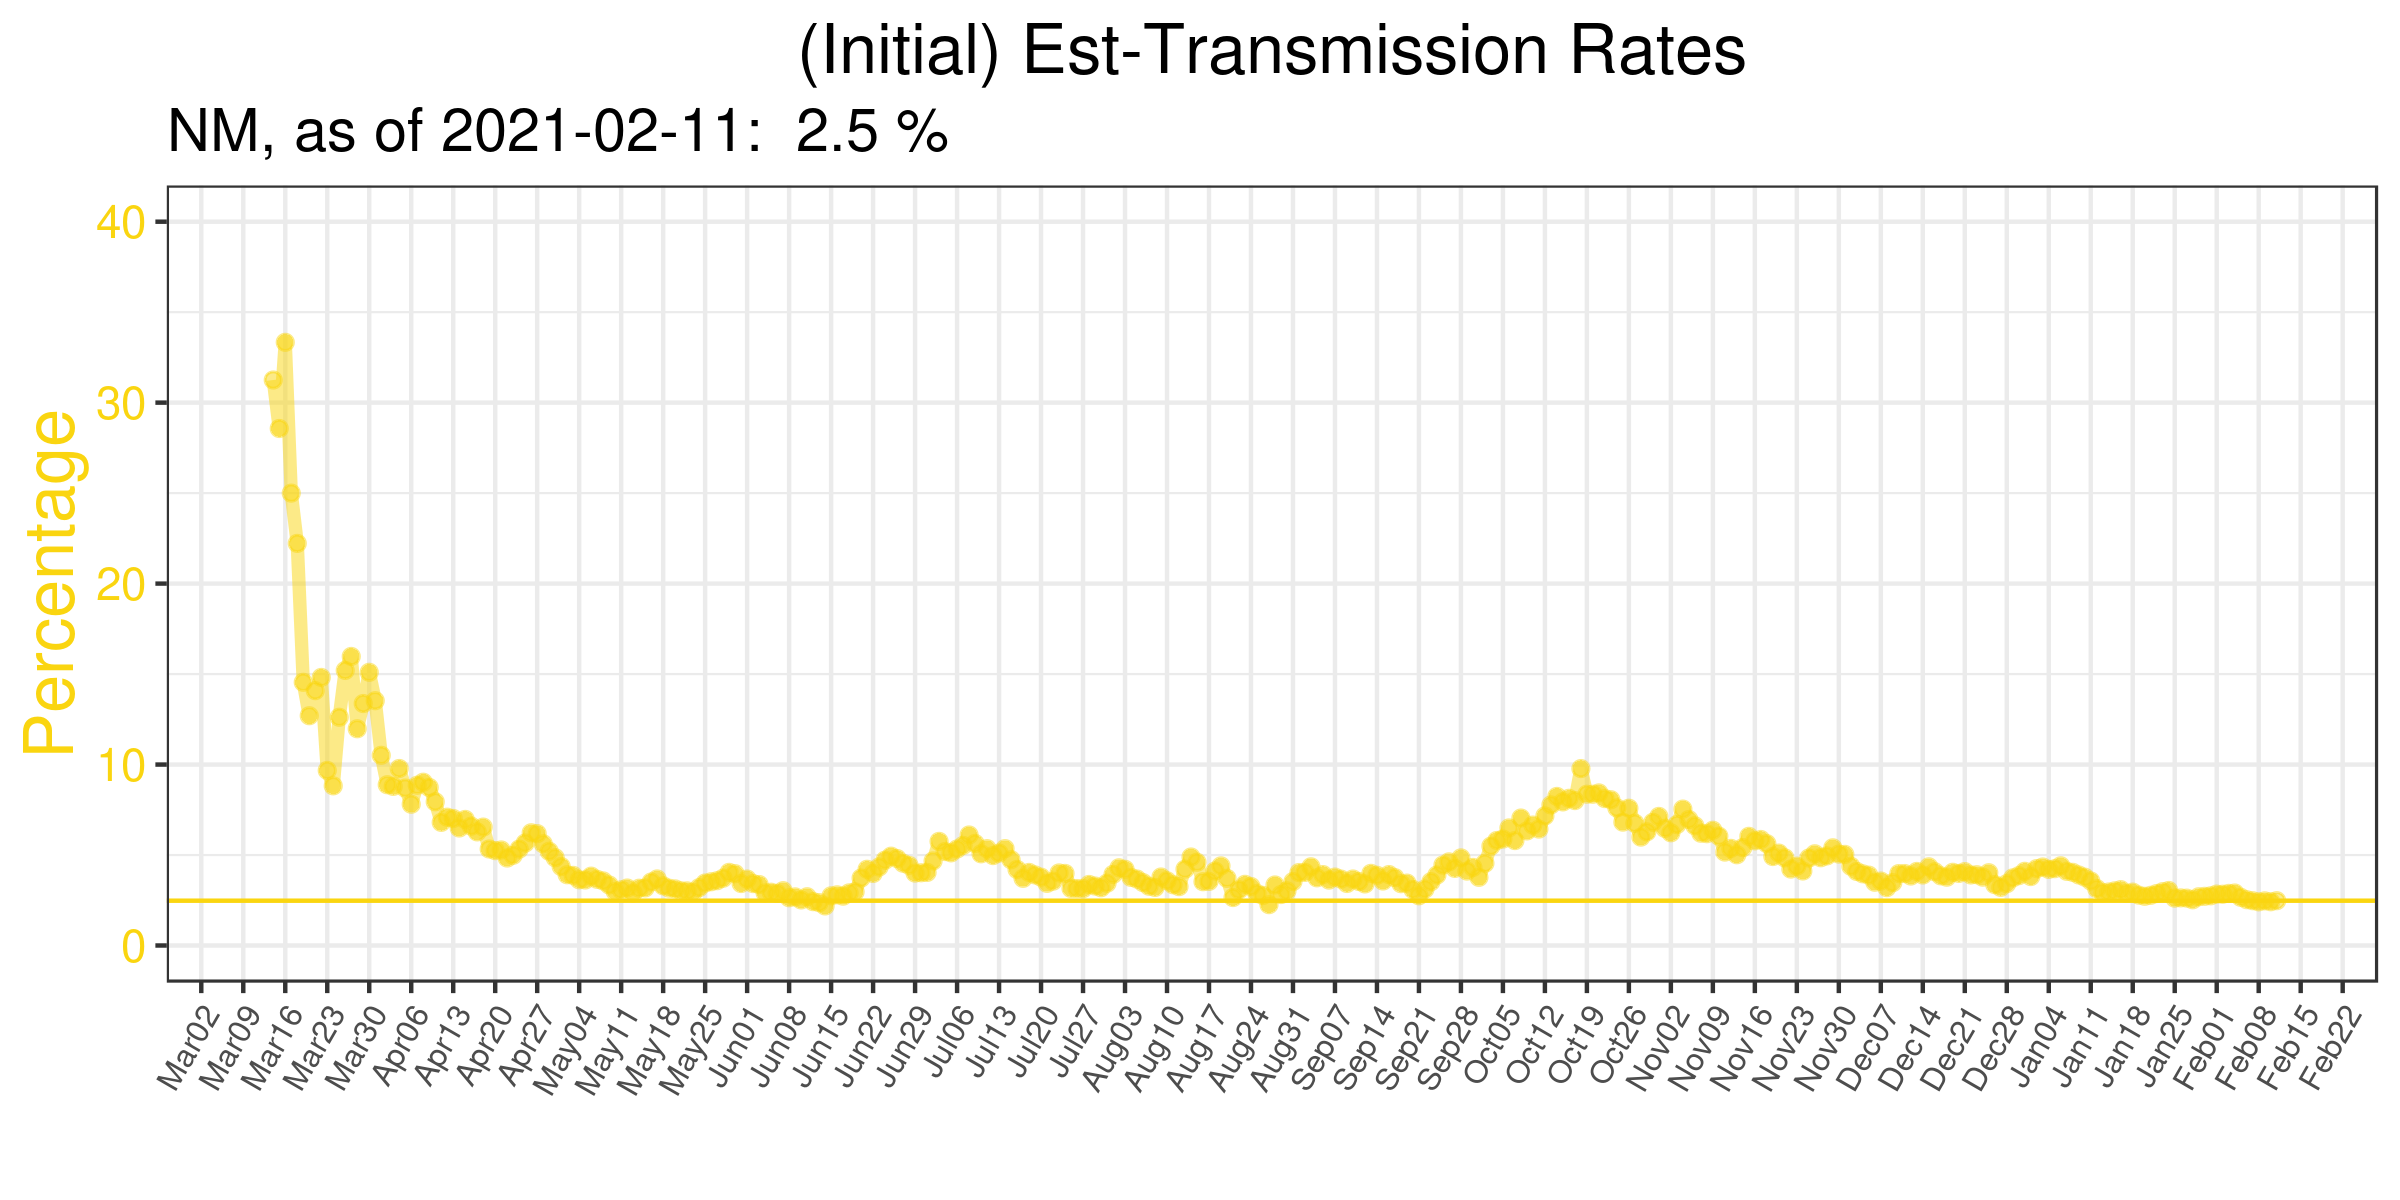 (Initial) Est-Transmission Rates
NM, as of 2021-02-11:  2.5 %
Percentage
40
30
20
10
0
Mar02
Mar09
Mar16
Mar23
Mar30
Apr06
Apr13
Apr20
Apr27
May04
May11
May18
May25
Jun01
Jun08
Jun15
Jun22
Jun29
Jul06
Jul13
Jul20
Jul27
Aug03
Aug10
Aug17
Aug24
Aug31
Sep07
Sep14
Sep21
Sep28
Oct05
Oct12
Oct19
Oct26
Nov02
Nov09
Nov16
Nov23
Nov30
Dec07
Dec14
Dec21
Dec28
Jan04
Jan11
Jan18
Jan25
Feb01
Feb08
Feb15
Feb22